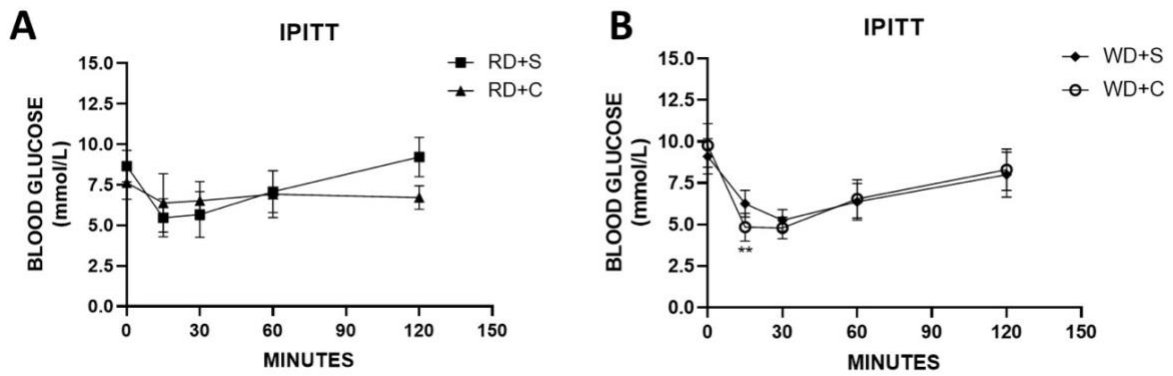 A
IPITT
RD+S
RD+C
BLOOD GLUCOSE
(mmol/L)
15.0
12.5
10.0
7.5
5.0
2.5
0.0
0 30 60 90 120 150
MINUTES
B
IPITT
WD+S
WD+C
BLOOD GLUCOSE
(mmol/L)
15.0
12.5
10.0
7.5
5.0
2.5
0.0
**
0 30 60 90 120 150
MINUTES